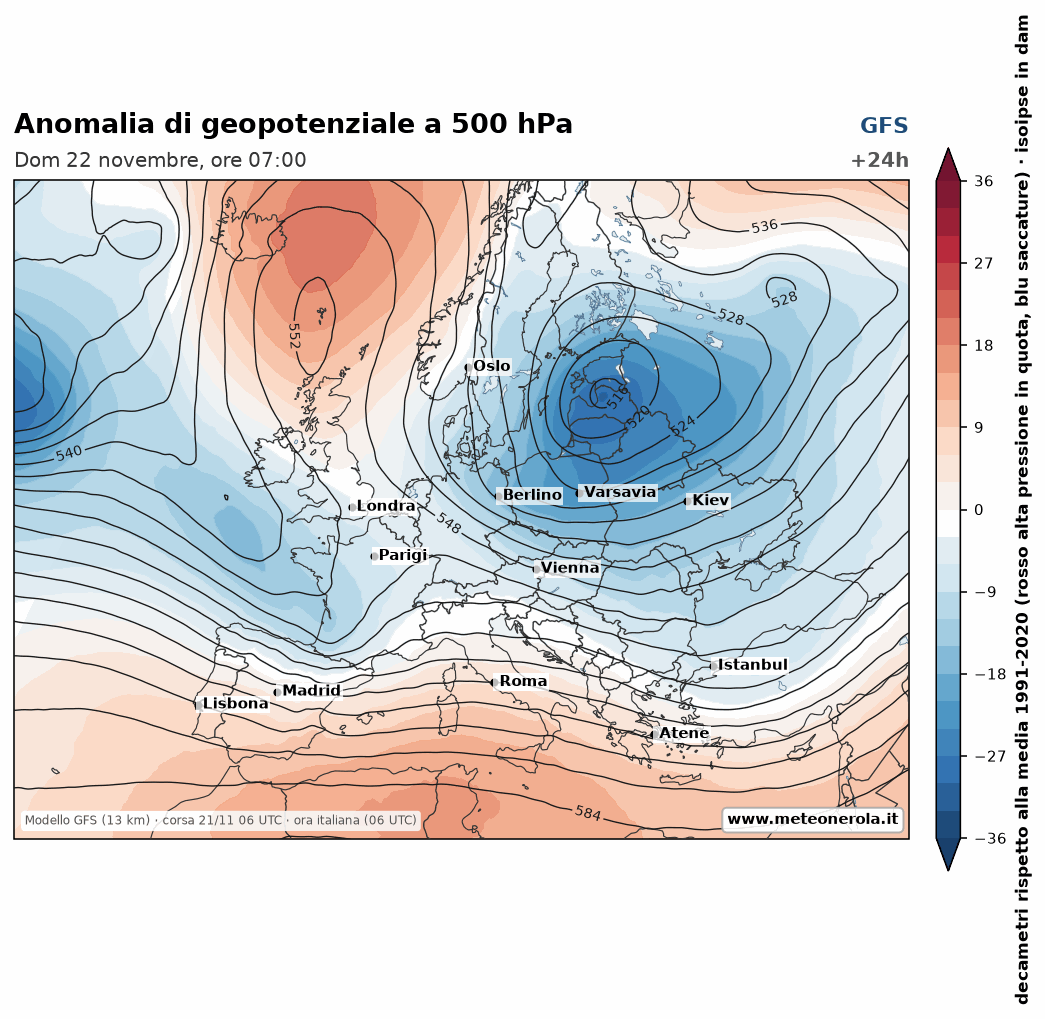 Anomalia di geopotenziale a 500 hPa
GFS
Dom 22 novembre, ore 07:00
+24h
536
528
528
552
Oslo
516
520
524
540
Berlino
Varsavia
Kiev
Londra
548
Parigi
Vienna
Istanbul
Roma
Madrid
Lisbona
Atene
584
Modello GFS (13 km) · corsa 21/11 06 UTC · ora italiana (06 UTC)
www.meteonerola.it
36
27
18
9
0
−9
−18
−27
−36
decametri rispetto alla media 1991-2020 (rosso alta pressione in quota, blu saccature) · isoipse in dam